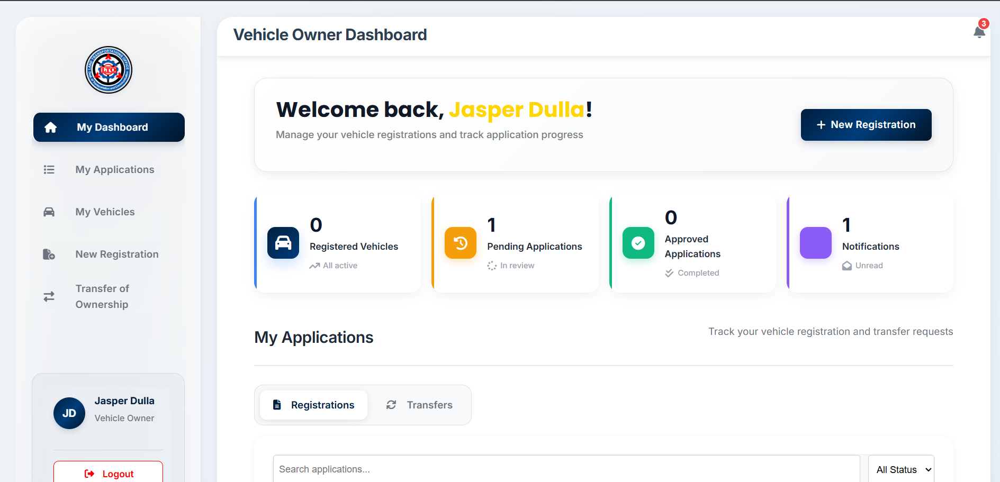 LAND TRANSPORTATIONS OFFICE
LTO
My Dashboard
My Applications
My Vehicles
New Registration
Transfer of
Ownership
JD
Jasper Dulla
Vehicle Owner
Logout
Vehicle Owner Dashboard
3
Welcome back, Jasper Dulla!
Manage your vehicle registrations and track application progress
New Registration
0
Registered Vehicles
All active
1
Pending Applications
In review
0
Approved
Applications
Completed
1
Notifications
Unread
My Applications
Track your vehicle registration and transfer requests
Registrations
Transfers
Search applications...
All Status